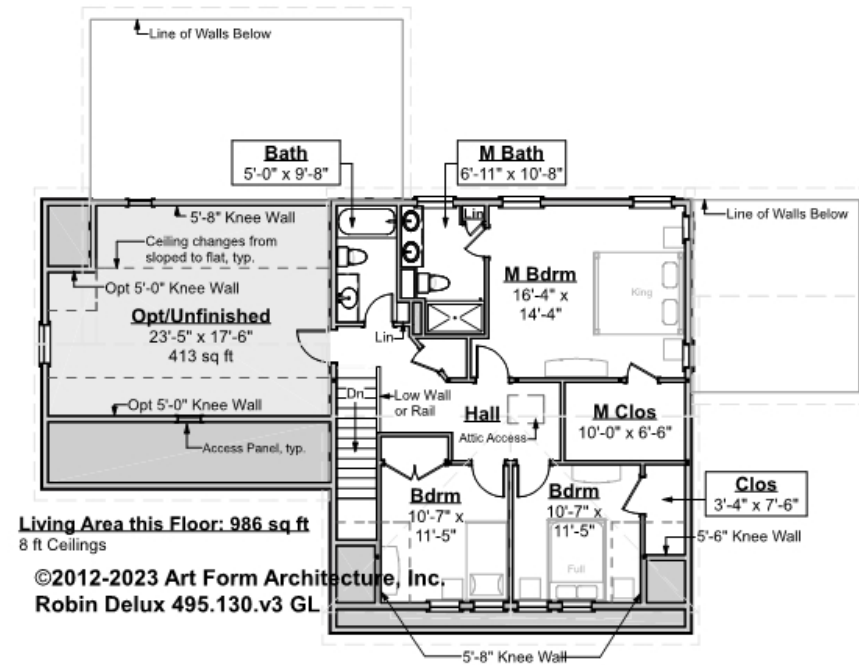 Line of Walls Below
Bath
5'-0" x 9'-8"
M Bath
6'-11" x 10'-8"
Lin
5'-8" Knee Wall
Line of Walls Below
Ceiling changes from
sloped to flat, typ.
Opt 5'-0" Knee Wall
M Bdrm
16'-4" x
14'-4"
King
Opt/Unfinished
23'-5" x 17'-6"
413 sq ft
Lin
Dn
Low Wall
or Rail
Opt 5'-0" Knee Wall
Hall
Attic Access
M Clos
10'-0" x 6'-6"
Access Panel, typ.
Bdrm
10'-7" x
11'-5"
Bdrm
10'-7" x
11'-5"
Full
Clos
3'-4" x 7'-6"
5'-6" Knee Wall
Living Area this Floor: 986 sq ft
8 ft Ceilings
©2012-2023 Art Form Architecture, Inc.
Robin Delux 495.130.v3 GL
5'-8" Knee Wall